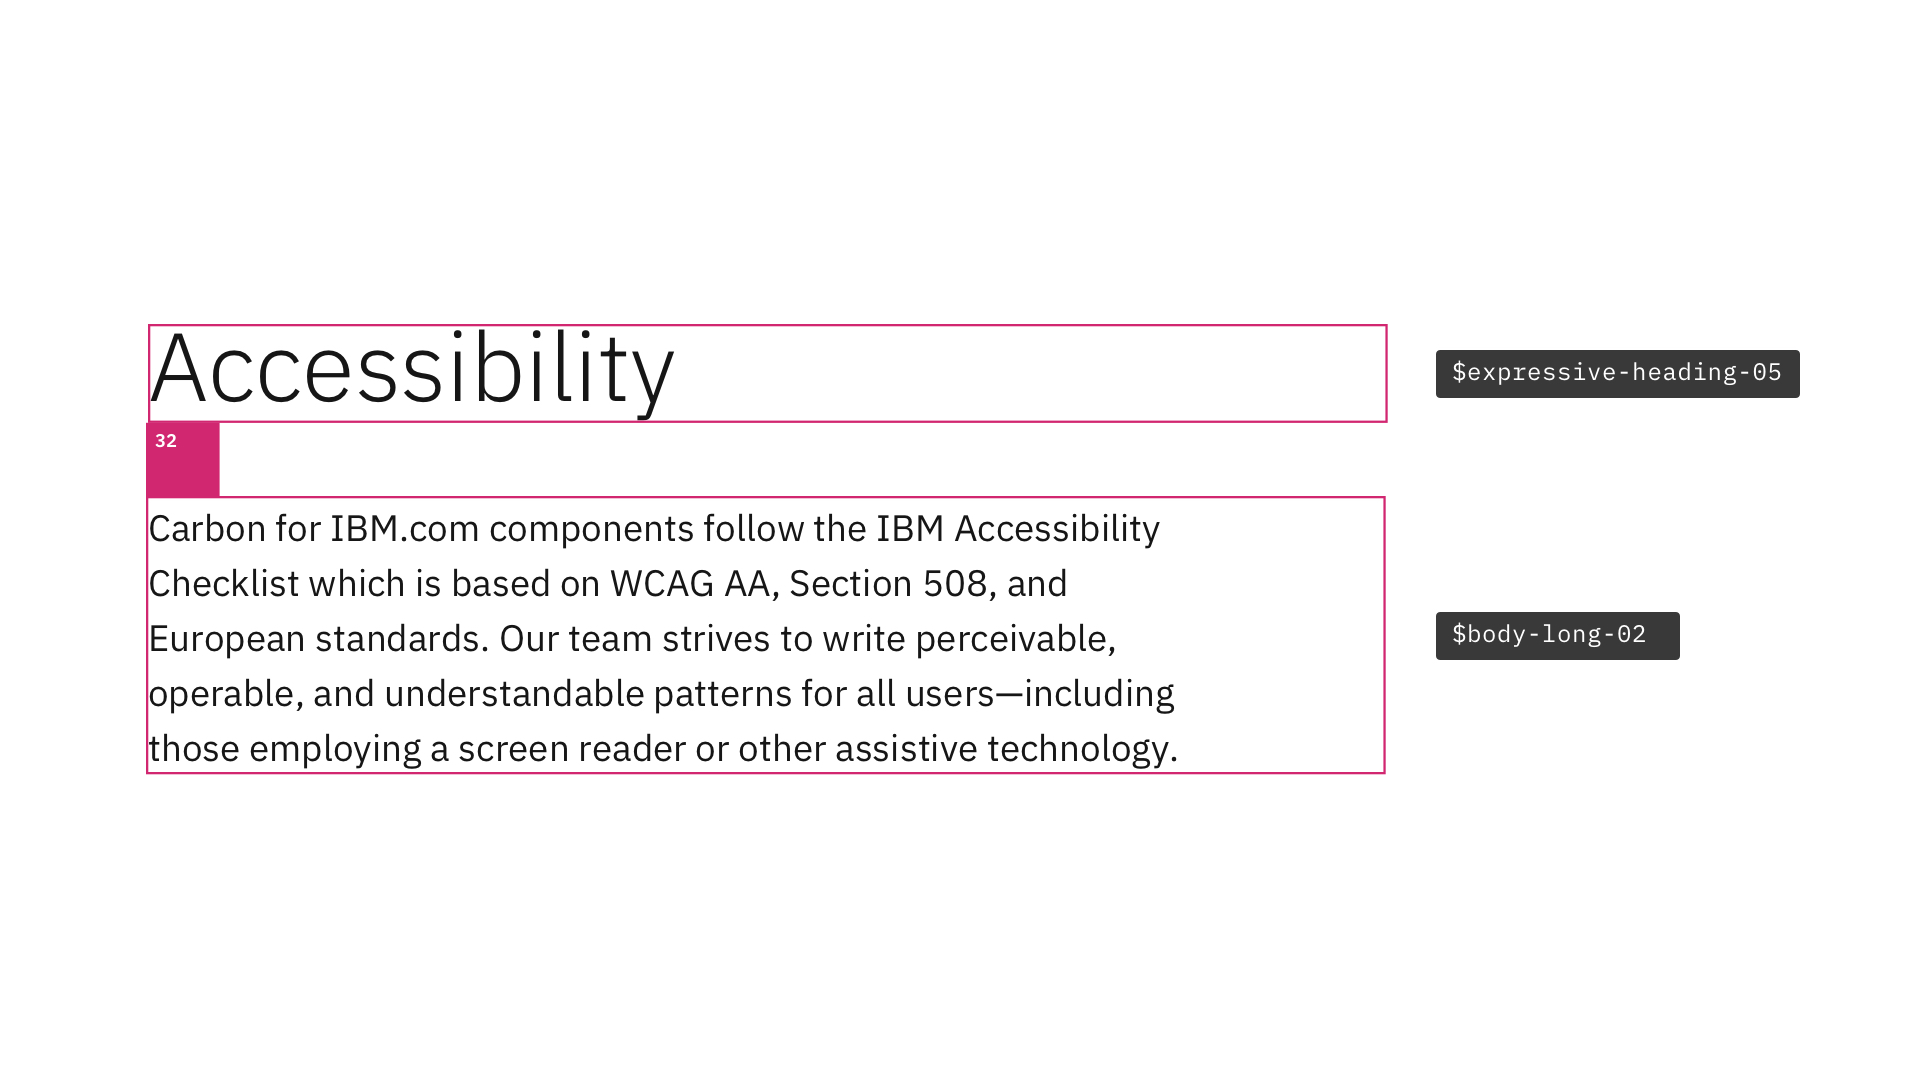 Accessibility
$expressive-heading-05
32
Carbon for IBM.com components follow the IBM Accessibility
Checklist which is based on WCAG AA, Section 508, and
European standards. Our team strives to write perceivable,
operable, and understandable patterns for all users—including
those employing a screen reader or other assistive technology.
$body-long-02